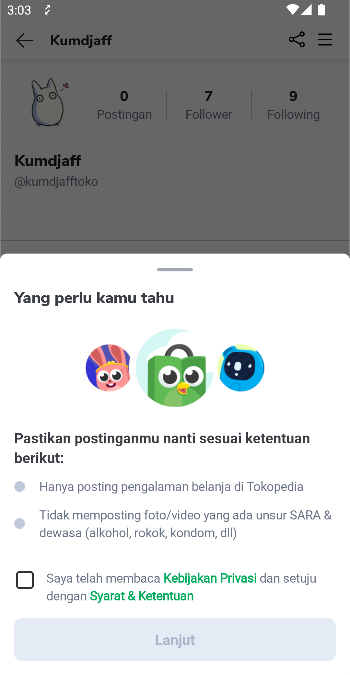 3:03
Kumdjaff
0 7 9
Postingan Follower Following
Kumdjaff
@kumdjafftoko
Yang perlu kamu tahu
Pastikan postinganmu nanti sesuai ketentuan
berikut:
Hanya posting pengalaman belanja di Tokopedia
Tidak memposting foto/video yang ada unsur SARA &
dewasa (alkohol, rokok, kondom, dll)
Saya telah membaca Kebijakan Privasi dan setuju
dengan Syarat & Ketentuan
Lanjut